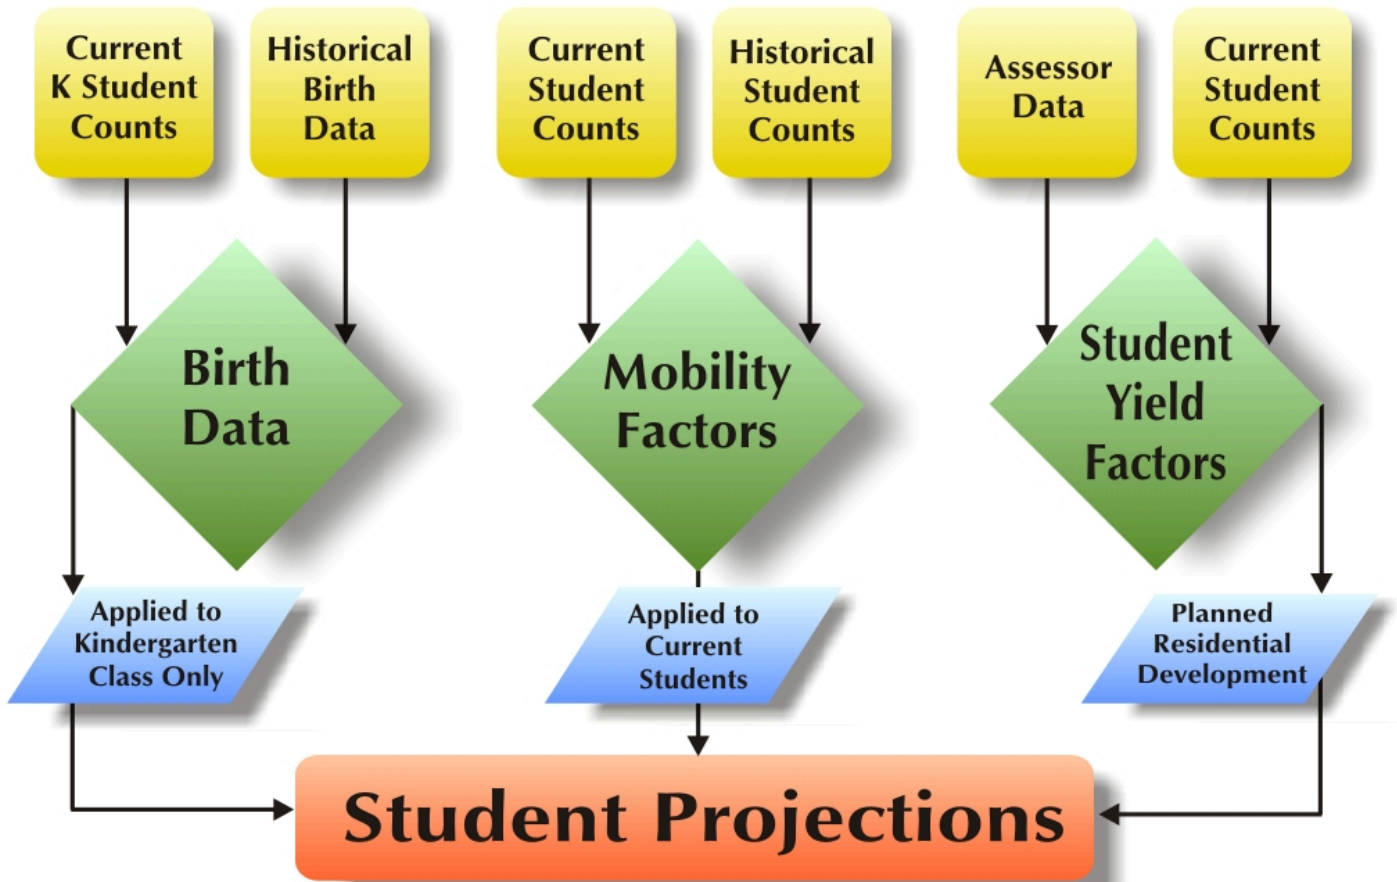 Current
K Student
Counts
Historical
Birth
Data
Current
Student
Counts
Historical
Student
Counts
Assessor
Data
Current
Student
Counts
Birth
Data
Mobility
Factors
Student
Yield
Factors
Applied to
Kindergarten
Class Only
Applied to
Current
Students
Planned
Residential
Development
Student Projections